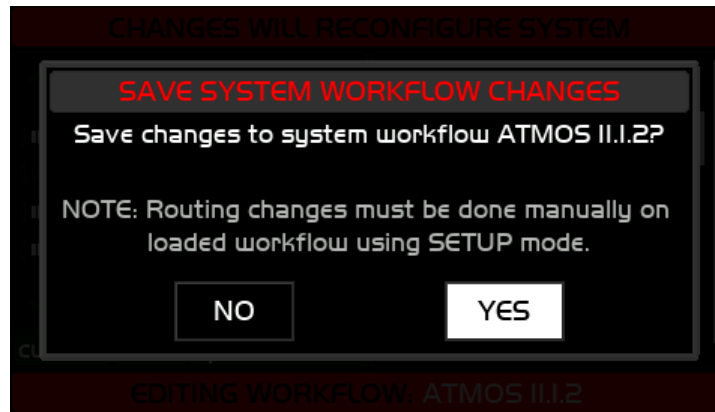 CHANGES WILL RECONFIGURE SYSTEM
SAVE SYSTEM WORKFLOW CHANGES
Save changes to system workflow ATMOS 11.1.2?
NOTE: Routing changes must be done manually on
loaded workflow using SETUP mode.
NO
YES
EDITING WORKFLOW: ATMOS 11.1.2